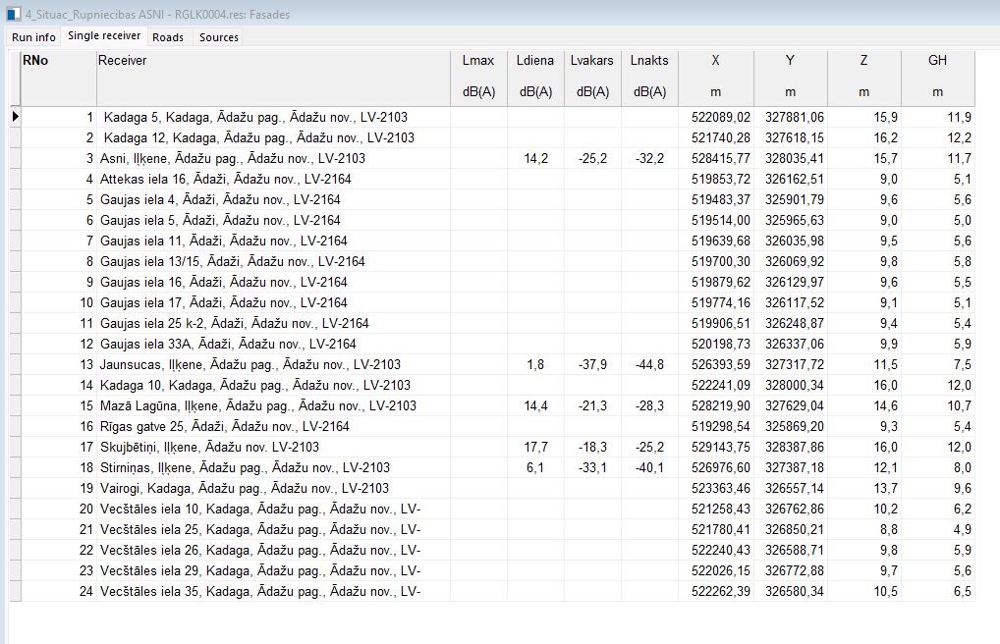 4_Situac_Rupniecibas ASNI - RGLK0004.res: Fasades
Run info Single receiver Roads Sources
RNo Receiver Lmax Ldiena Lvakars Lnakts X Y Z GH
dB(A) dB(A) dB(A) dB(A) m m m m
1 Kadaga 5, Kadaga, Ādažu pag., Ādažu nov., LV-2103 522089,02 327881,06 15,9 11,9
2 Kadaga 12, Kadaga, Ādažu pag., Ādažu nov., LV-2103 521740,28 327618,15 16,2 12,2
3 Asni, Iļķene, Ādažu pag., Ādažu nov., LV-2103 14,2 -25,2 -32,2 528415,77 328035,41 15,7 11,7
4 Attekas iela 16, Ādaži, Ādažu nov., LV-2164 519853,72 326162,51 9,0 5,1
5 Gaujas iela 4, Ādaži, Ādažu nov., LV-2164 519483,37 325901,79 9,6 5,6
6 Gaujas iela 5, Ādaži, Ādažu nov., LV-2164 519514,00 325965,63 9,0 5,0
7 Gaujas iela 11, Ādaži, Ādažu nov., LV-2164 519639,68 326035,98 9,5 5,6
8 Gaujas iela 13/15, Ādaži, Ādažu nov., LV-2164 519700,30 326069,92 9,8 5,8
9 Gaujas iela 16, Ādaži, Ādažu nov., LV-2164 519879,62 326129,97 9,6 5,5
10 Gaujas iela 17, Ādaži, Ādažu nov., LV-2164 519774,16 326117,52 9,1 5,1
11 Gaujas iela 25 k-2, Ādaži, Ādažu nov., LV-2164 519906,51 326248,87 9,4 5,4
12 Gaujas iela 33A, Ādaži, Ādažu nov., LV-2164 520198,73 326337,06 9,9 5,9
13 Jaunsucas, Iļķene, Ādažu pag., Ādažu nov., LV-2103 1,8 -37,9 -44,8 526393,59 327317,72 11,5 7,5
14 Kadaga 10, Kadaga, Ādažu pag., Ādažu nov., LV-2103 522241,09 328000,34 16,0 12,0
15 Mazā Lagūna, Iļķene, Ādažu pag., Ādažu nov., LV-2103 14,4 -21,3 -28,3 528219,90 327629,04 14,6 10,7
16 Rīgas gatve 25, Ādaži, Ādažu nov., LV-2164 519298,54 325869,20 9,3 5,4
17 Skujbētiņi, Iļķene, Ādažu nov. LV-2103 17,7 -18,3 -25,2 529143,75 328387,86 16,0 12,0
18 Stirniņas, Iļķene, Ādažu pag., Ādažu nov., LV-2103 6,1 -33,1 -40,1 526976,60 327387,18 12,1 8,0
19 Vairogi, Kadaga, Ādažu pag., Ādažu nov., LV-2103 523363,46 326557,14 13,7 9,6
20 Vecštāles iela 10, Kadaga, Ādažu pag., Ādažu nov., LV- 521258,43 326762,86 10,2 6,2
21 Vecštāles iela 25, Kadaga, Ādažu pag., Ādažu nov., LV- 521780,41 326850,21 8,8 4,9
22 Vecštāles iela 26, Kadaga, Ādažu pag., Ādažu nov., LV- 522240,43 326588,71 9,8 5,9
23 Vecštāles iela 29, Kadaga, Ādažu pag., Ādažu nov., LV- 522026,15 326772,88 9,7 5,6
24 Vecštāles iela 35, Kadaga, Ādažu pag., Ādažu nov., LV- 522262,39 326580,34 10,5 6,5